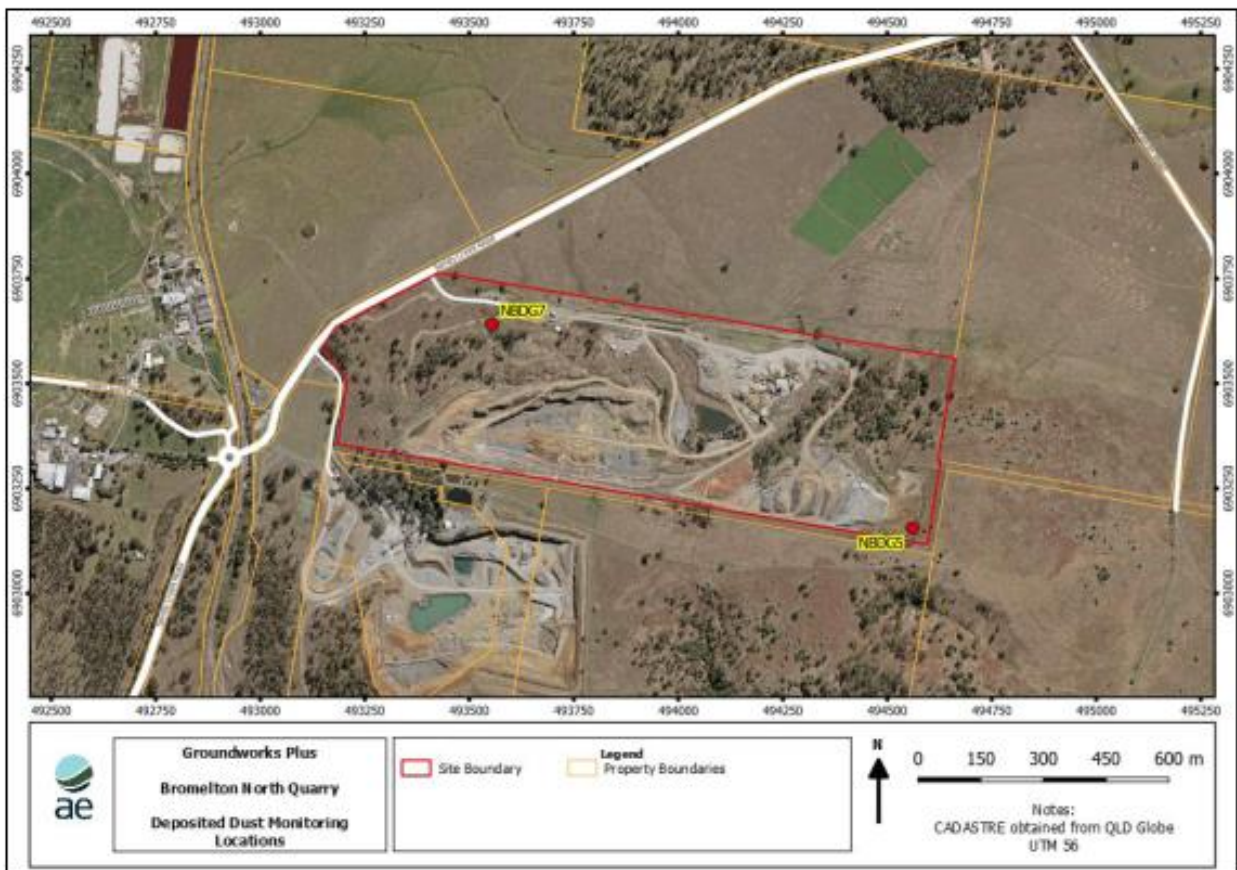 492500 492750 493000 493250 493500 493750 494000 494250 494500 494750 495000 495250
6904250 6904250
6904000 6904000
6903750 6903750
NBDG7
6903500 6903500
6903250 6903250
NBDG5
6903000 6903000
492500 492750 493000 493250 493500 493750 494000 494250 494500 494750 495000 495250
ae
Groundworks Plus
Bromelton North Quarry
Deposited Dust Monitoring
Locations
Legend
Site Boundary Property Boundaries
N
0 150 300 450 600 m
Notes:
CADASTRE obtained from QLD Globe
UTM 56